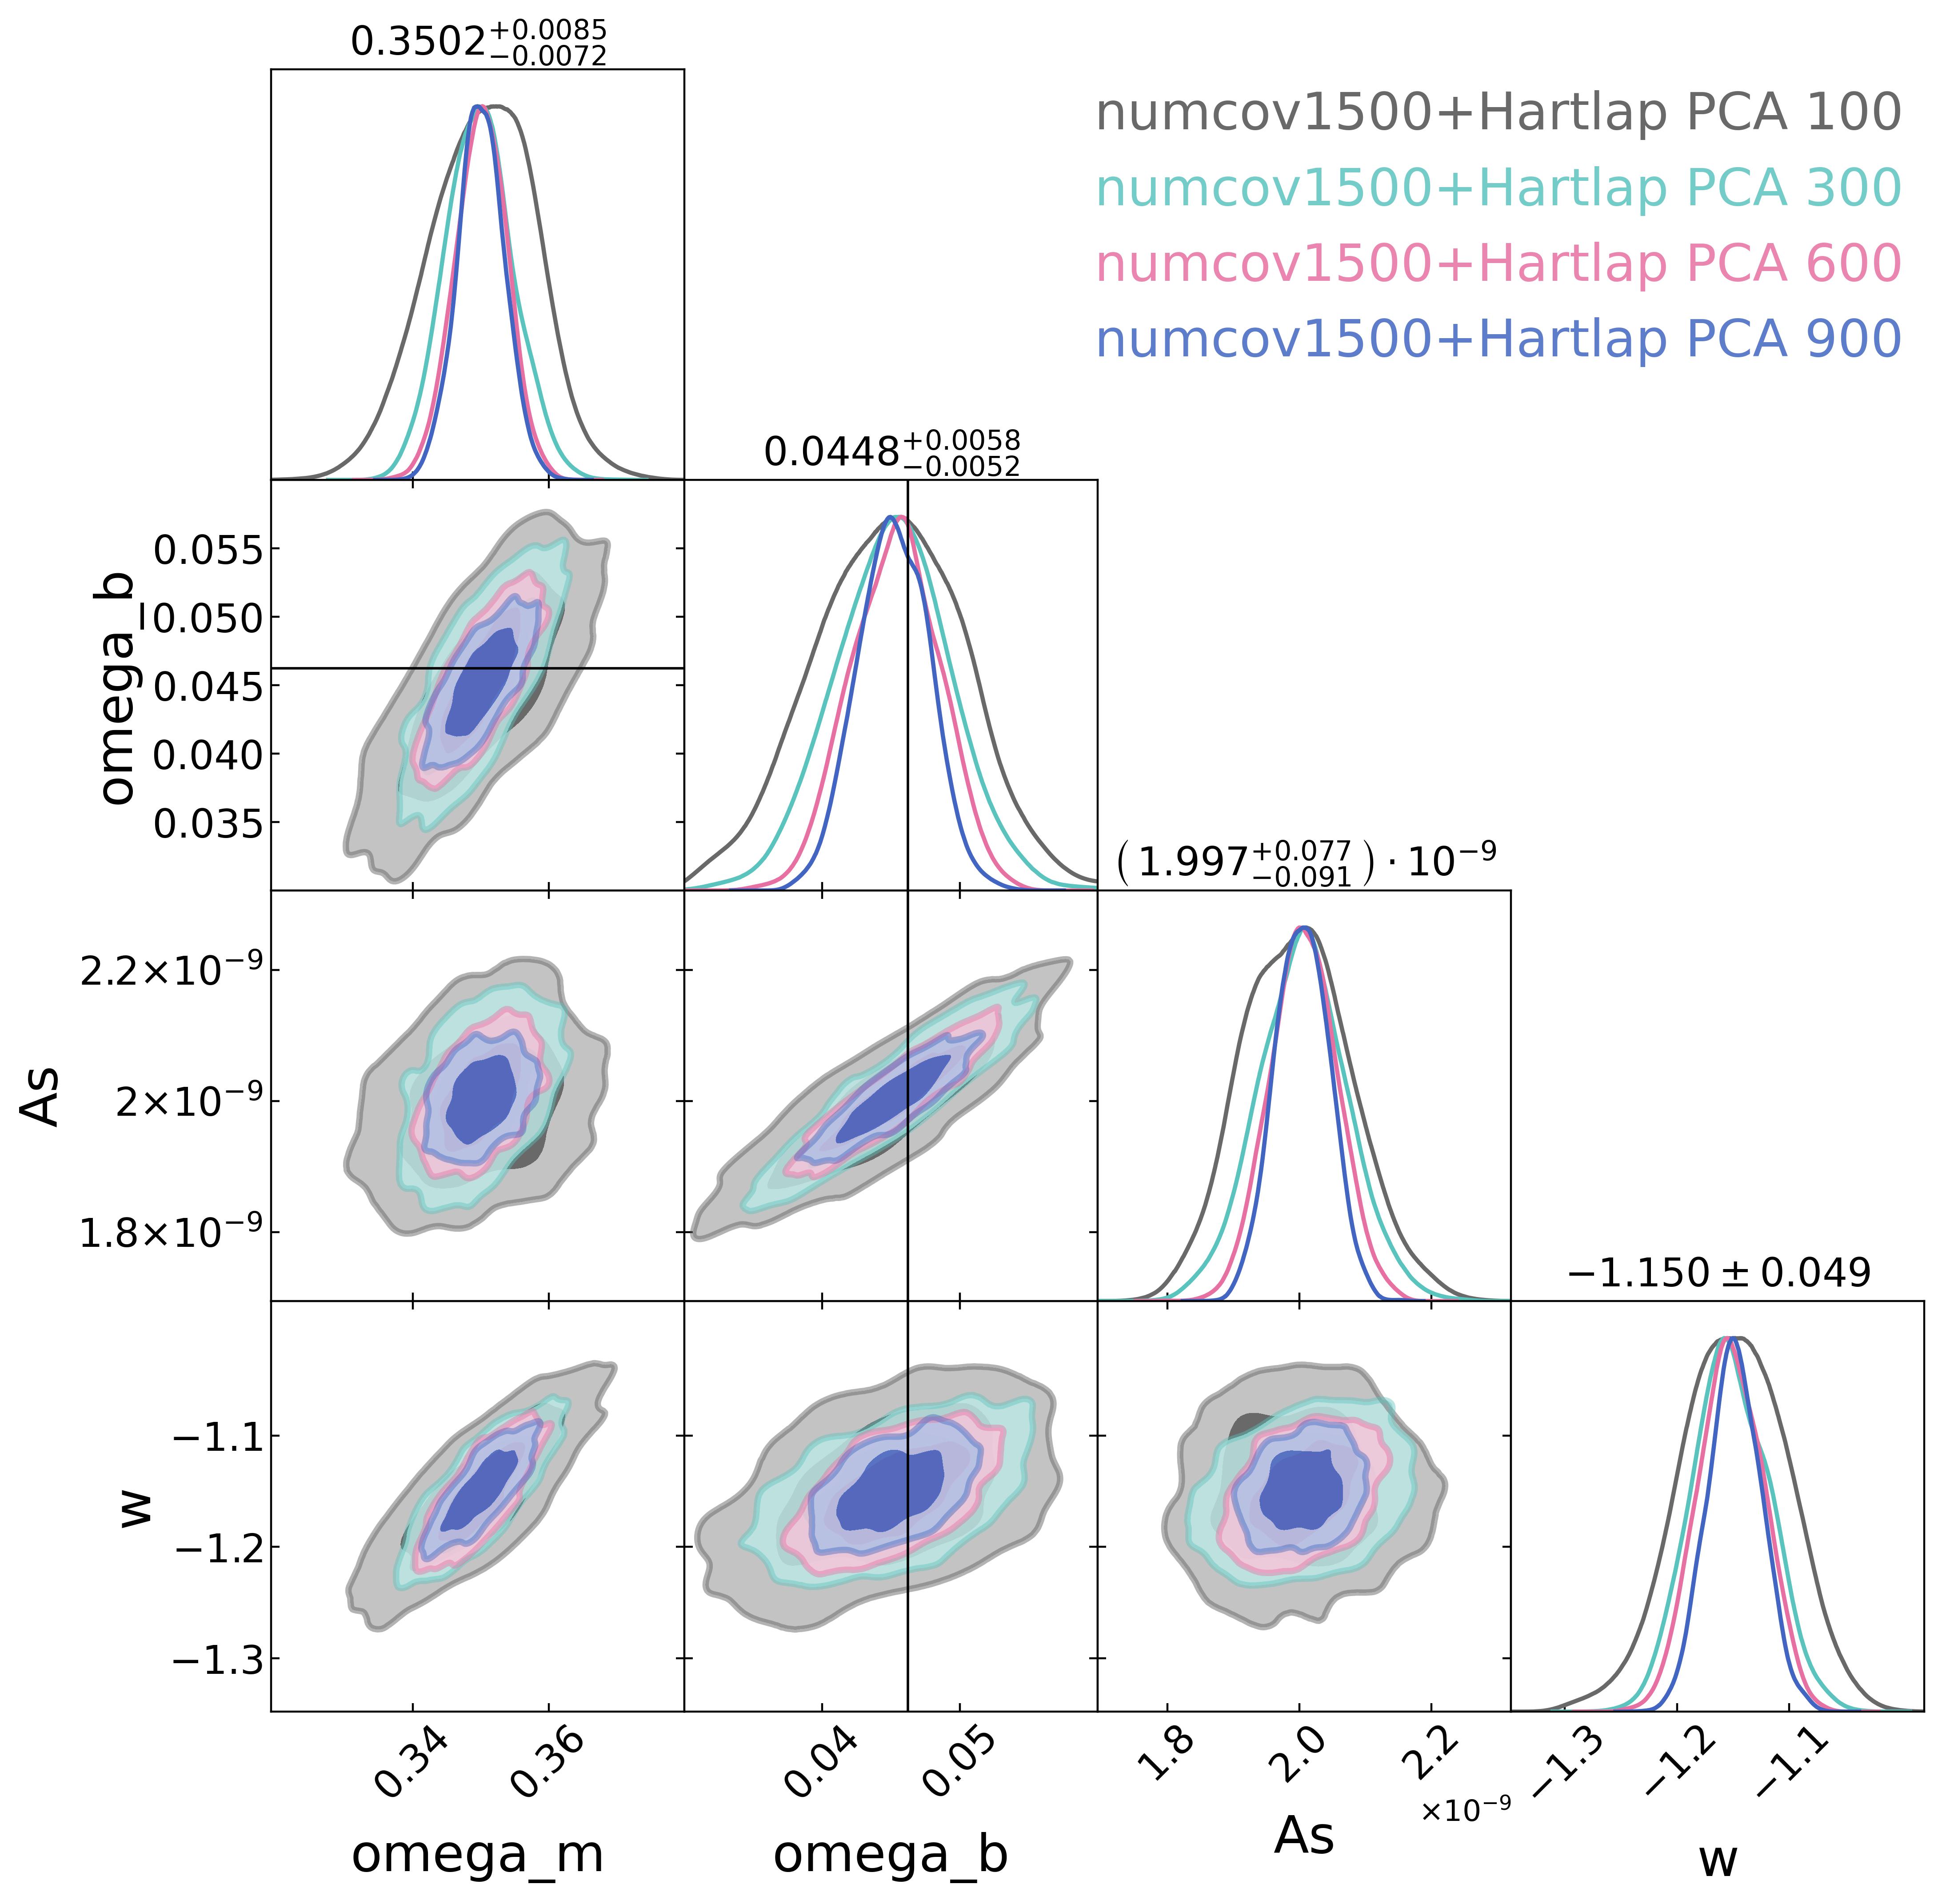 0.3502+0.0085−0.0072
numcov1500+Hartlap PCA 100
numcov1500+Hartlap PCA 300
numcov1500+Hartlap PCA 600
numcov1500+Hartlap PCA 900
0.0448+0.0058−0.0052
omega_b
0.055
0.050
0.045
0.040
0.035
(1.997+0.077−0.091)·10−9
As
2.2×10−9
2×10−9
1.8×10−9
−1.150±0.049
w
−1.1
−1.2
−1.3
0.34 0.36 0.04 0.05 1.8 2.0 2.2 −1.3 −1.2 −1.1
×10−9
omega_m omega_b As w